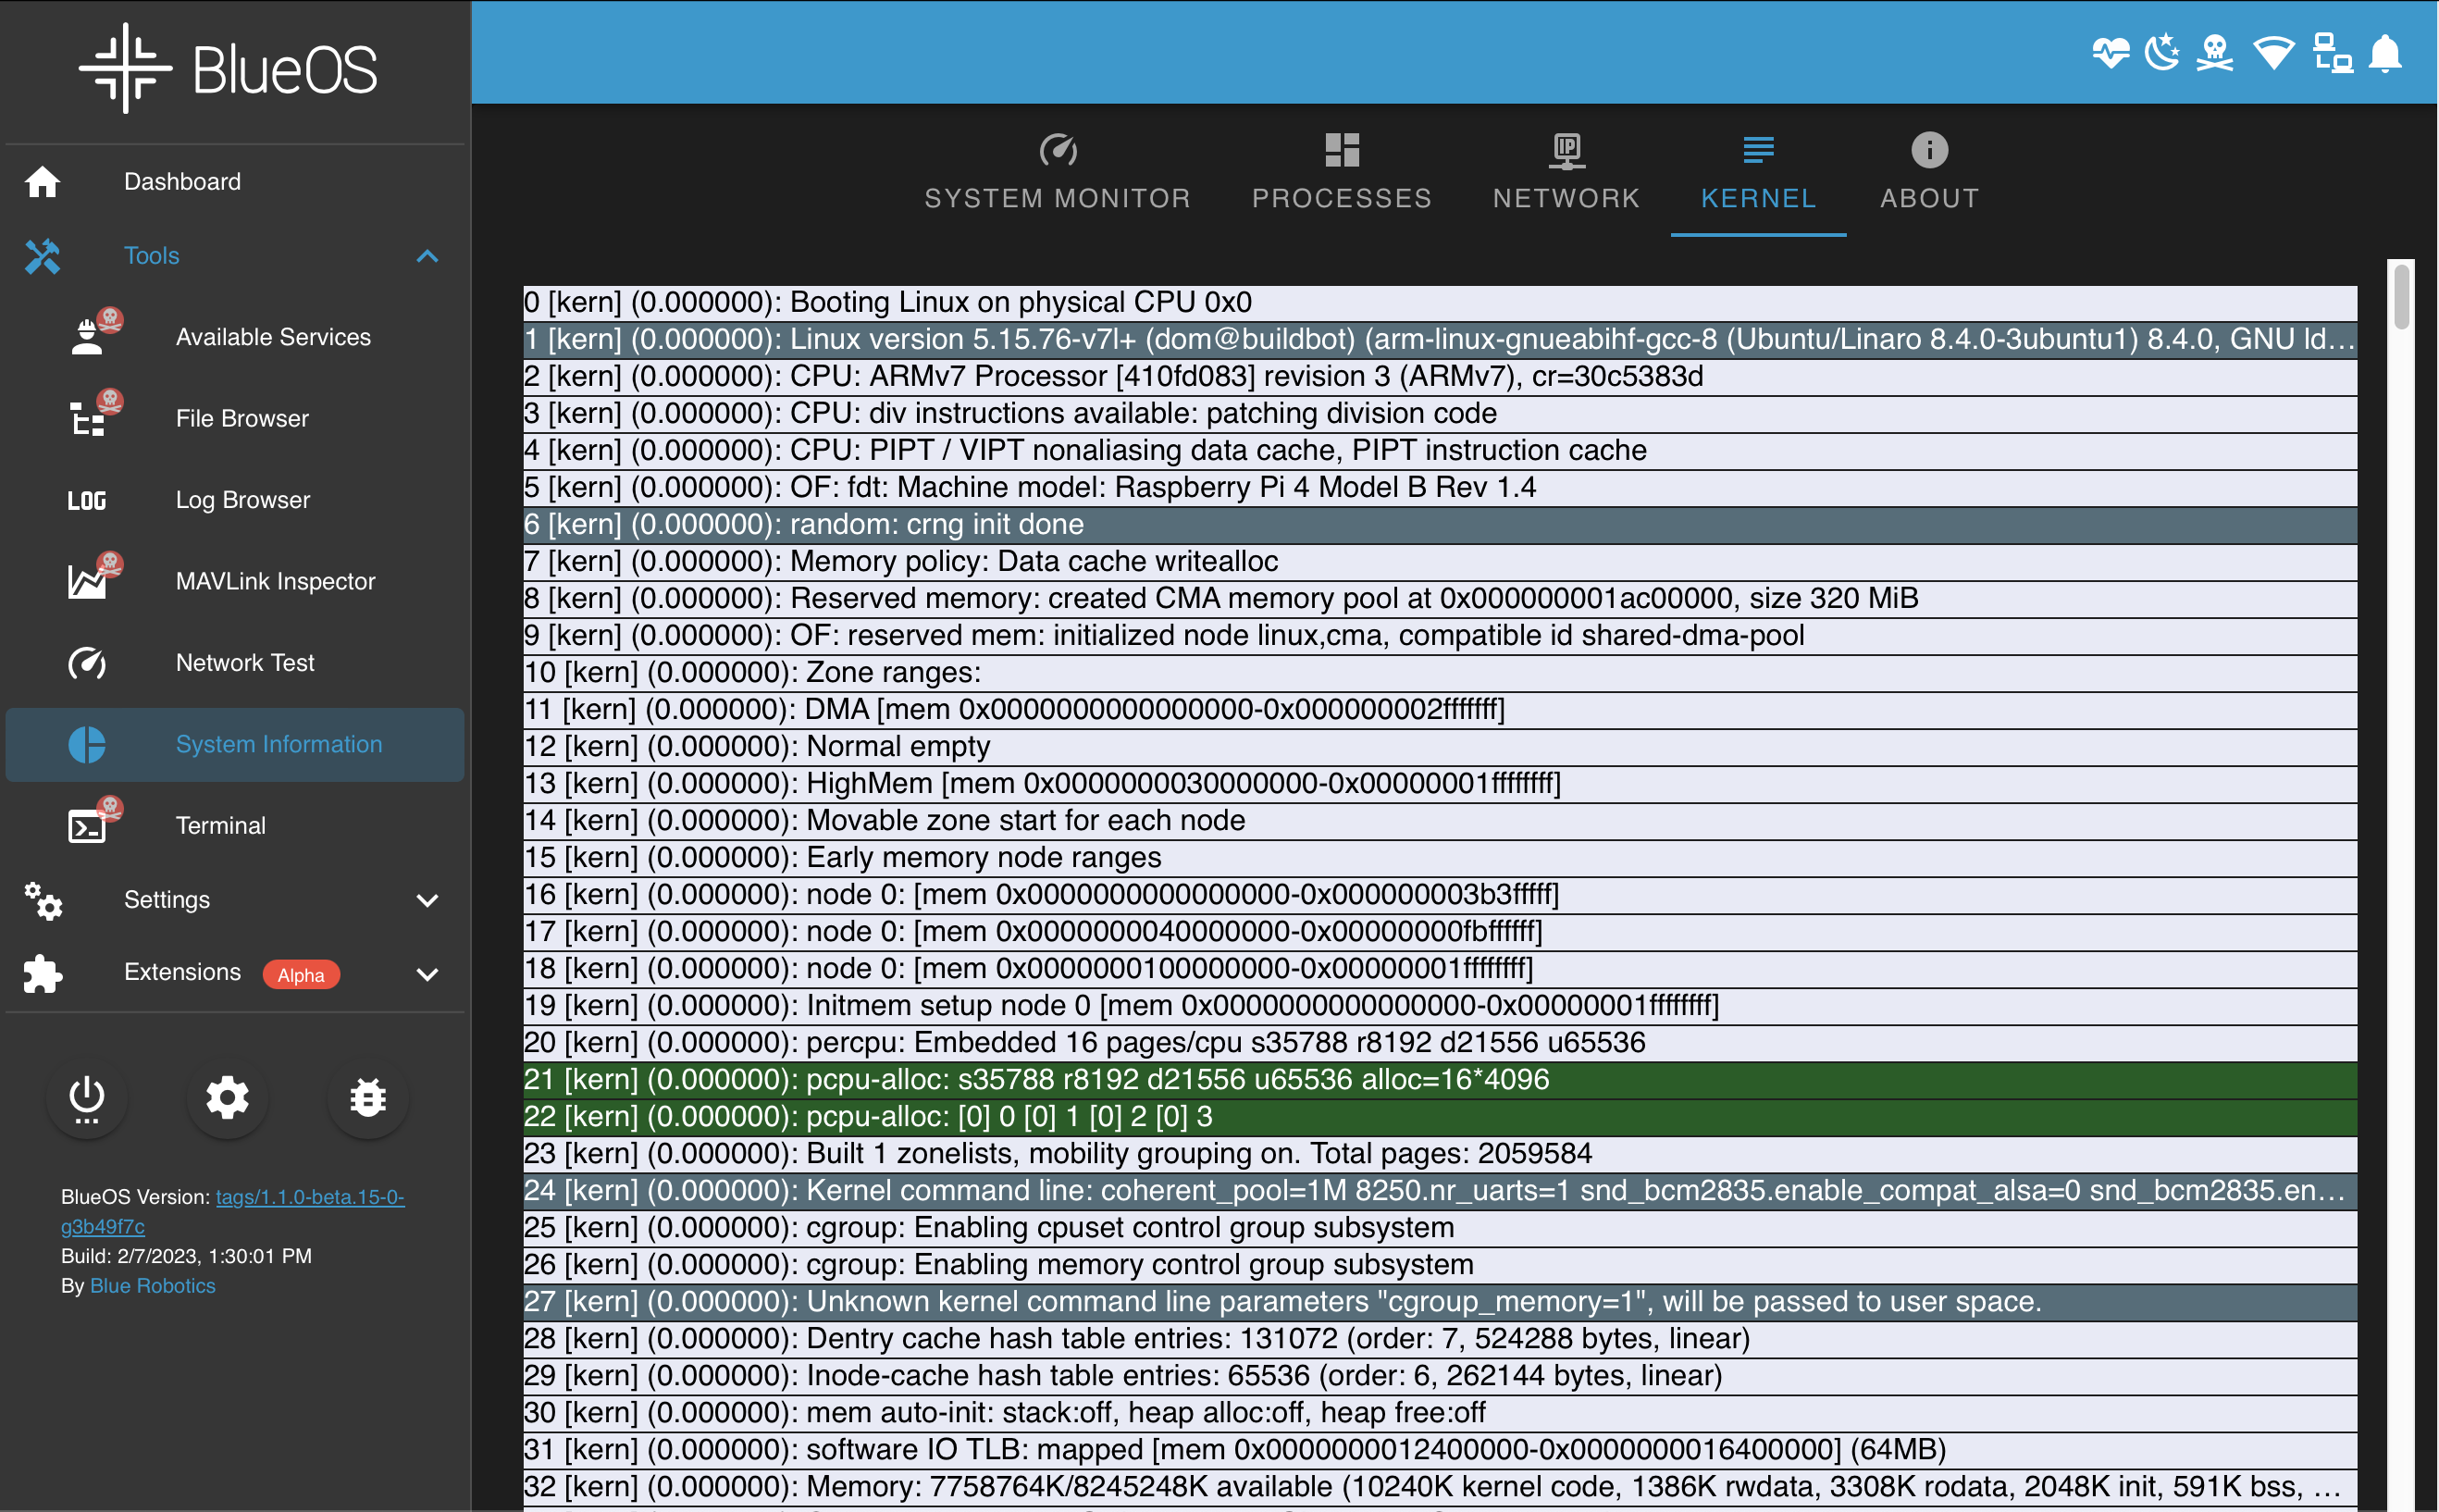 BlueOS
Dashboard
Tools
Available Services
File Browser
LOG Log Browser
MAVLink Inspector
Network Test
System Information
Terminal
Settings
Extensions Alpha
BlueOS Version: tags/1.1.0-beta.15-0-
g3b49f7c
Build: 2/7/2023, 1:30:01 PM
By Blue Robotics
IP
SYSTEM MONITOR PROCESSES NETWORK KERNEL ABOUT
0 [kern] (0.000000): Booting Linux on physical CPU 0x0
1 [kern] (0.000000): Linux version 5.15.76-v7l+ (dom@buildbot) (arm-linux-gnueabihf-gcc-8 (Ubuntu/Linaro 8.4.0-3ubuntu1) 8.4.0, GNU ld…
2 [kern] (0.000000): CPU: ARMv7 Processor [410fd083] revision 3 (ARMv7), cr=30c5383d
3 [kern] (0.000000): CPU: div instructions available: patching division code
4 [kern] (0.000000): CPU: PIPT / VIPT nonaliasing data cache, PIPT instruction cache
5 [kern] (0.000000): OF: fdt: Machine model: Raspberry Pi 4 Model B Rev 1.4
6 [kern] (0.000000): random: crng init done
7 [kern] (0.000000): Memory policy: Data cache writealloc
8 [kern] (0.000000): Reserved memory: created CMA memory pool at 0x000000001ac00000, size 320 MiB
9 [kern] (0.000000): OF: reserved mem: initialized node linux,cma, compatible id shared-dma-pool
10 [kern] (0.000000): Zone ranges:
11 [kern] (0.000000): DMA [mem 0x0000000000000000-0x000000002fffffff]
12 [kern] (0.000000): Normal empty
13 [kern] (0.000000): HighMem [mem 0x0000000030000000-0x00000001ffffffff]
14 [kern] (0.000000): Movable zone start for each node
15 [kern] (0.000000): Early memory node ranges
16 [kern] (0.000000): node 0: [mem 0x0000000000000000-0x000000003b3fffff]
17 [kern] (0.000000): node 0: [mem 0x0000000040000000-0x00000000fbffffff]
18 [kern] (0.000000): node 0: [mem 0x0000000100000000-0x00000001ffffffff]
19 [kern] (0.000000): Initmem setup node 0 [mem 0x0000000000000000-0x00000001ffffffff]
20 [kern] (0.000000): percpu: Embedded 16 pages/cpu s35788 r8192 d21556 u65536
21 [kern] (0.000000): pcpu-alloc: s35788 r8192 d21556 u65536 alloc=16*4096
22 [kern] (0.000000): pcpu-alloc: [0] 0 [0] 1 [0] 2 [0] 3
23 [kern] (0.000000): Built 1 zonelists, mobility grouping on. Total pages: 2059584
24 [kern] (0.000000): Kernel command line: coherent_pool=1M 8250.nr_uarts=1 snd_bcm2835.enable_compat_alsa=0 snd_bcm2835.en…
25 [kern] (0.000000): cgroup: Enabling cpuset control group subsystem
26 [kern] (0.000000): cgroup: Enabling memory control group subsystem
27 [kern] (0.000000): Unknown kernel command line parameters "cgroup_memory=1", will be passed to user space.
28 [kern] (0.000000): Dentry cache hash table entries: 131072 (order: 7, 524288 bytes, linear)
29 [kern] (0.000000): Inode-cache hash table entries: 65536 (order: 6, 262144 bytes, linear)
30 [kern] (0.000000): mem auto-init: stack:off, heap alloc:off, heap free:off
31 [kern] (0.000000): software IO TLB: mapped [mem 0x0000000012400000-0x0000000016400000] (64MB)
32 [kern] (0.000000): Memory: 7758764K/8245248K available (10240K kernel code, 1386K rwdata, 3308K rodata, 2048K init, 591K bss, …